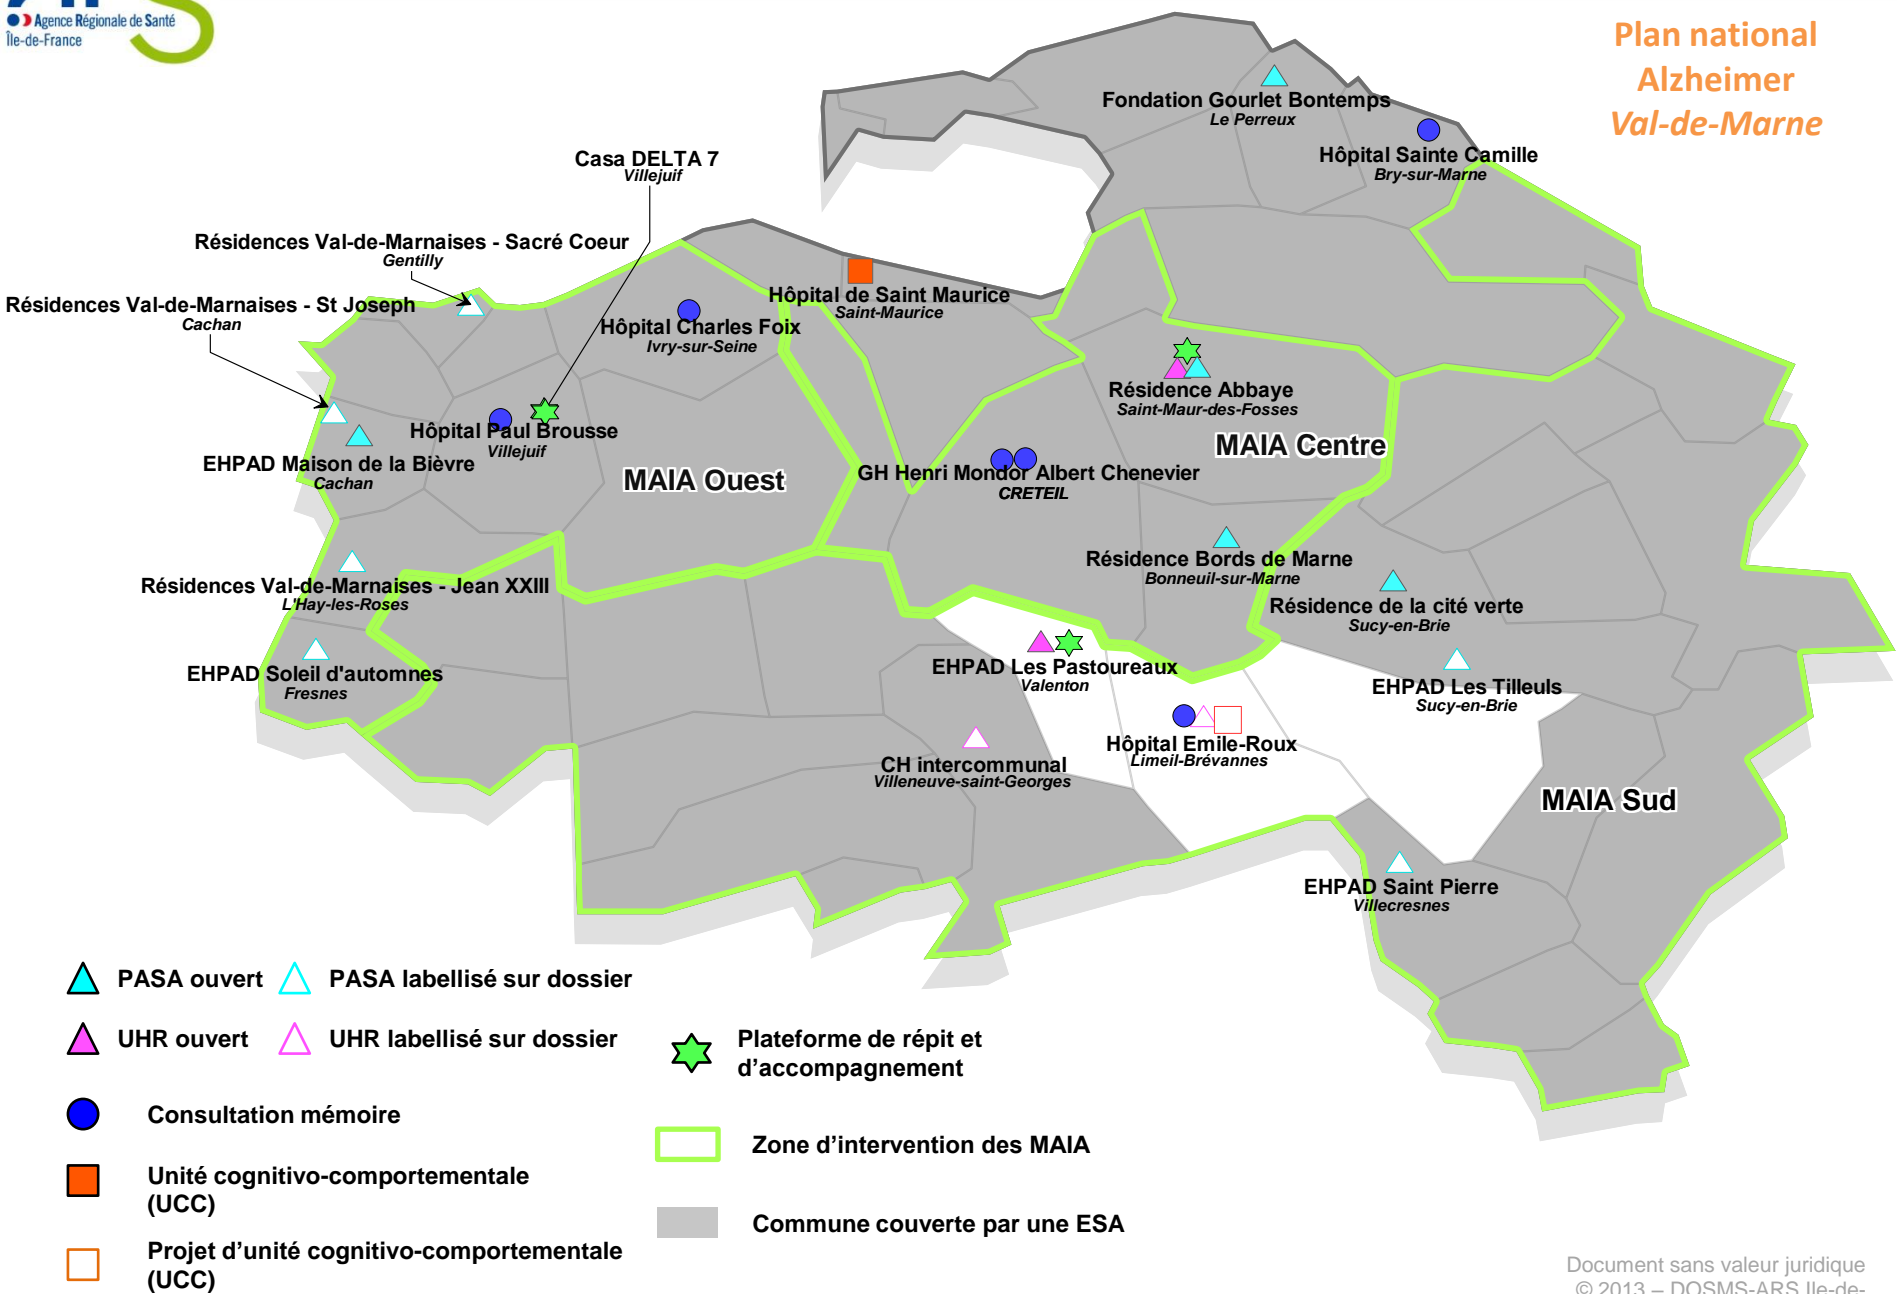 Agence Régionale de Santé
Île-de-France
Plan national
Alzheimer
Val-de-Marne
Fondation Gourlet Bontemps
Le Perreux
Hôpital Sainte Camille
Bry-sur-Marne
Casa DELTA 7
Villejuif
Résidences Val-de-Marnaises - Sacré Coeur
Gentilly
Résidences Val-de-Marnaises - St Joseph
Cachan
Hôpital de Saint Maurice
Saint-Maurice
Hôpital Charles Foix
Ivry-sur-Seine
Résidence Abbaye
Saint-Maur-des-Fosses
Hôpital Paul Brousse
Villejuif
MAIA Centre
EHPAD Maison de la Bièvre
Cachan
MAIA Ouest
GH Henri Mondor Albert Chenevier
CRETEIL
Résidence Bords de Marne
Bonneuil-sur-Marne
Résidences Val-de-Marnaises - Jean XXIII
L'Hay-les-Roses
Résidence de la cité verte
Sucy-en-Brie
EHPAD Soleil d'automnes
Fresnes
EHPAD Les Pastoureaux
Valenton
EHPAD Les Tilleuls
Sucy-en-Brie
Hôpital Emile-Roux
Limeil-Brévannes
CH intercommunal
Villeneuve-saint-Georges
MAIA Sud
EHPAD Saint Pierre
Villecresnes
PASA ouvert
PASA labellisé sur dossier
UHR ouvert
UHR labellisé sur dossier
Plateforme de répit et
d'accompagnement
Consultation mémoire
Zone d'intervention des MAIA
Unité cognitivo-comportementale
(UCC)
Commune couverte par une ESA
Projet d'unité cognitivo-comportementale
(UCC)
Document sans valeur juridique
© 2013 – DOSMS-ARS Ile-de-